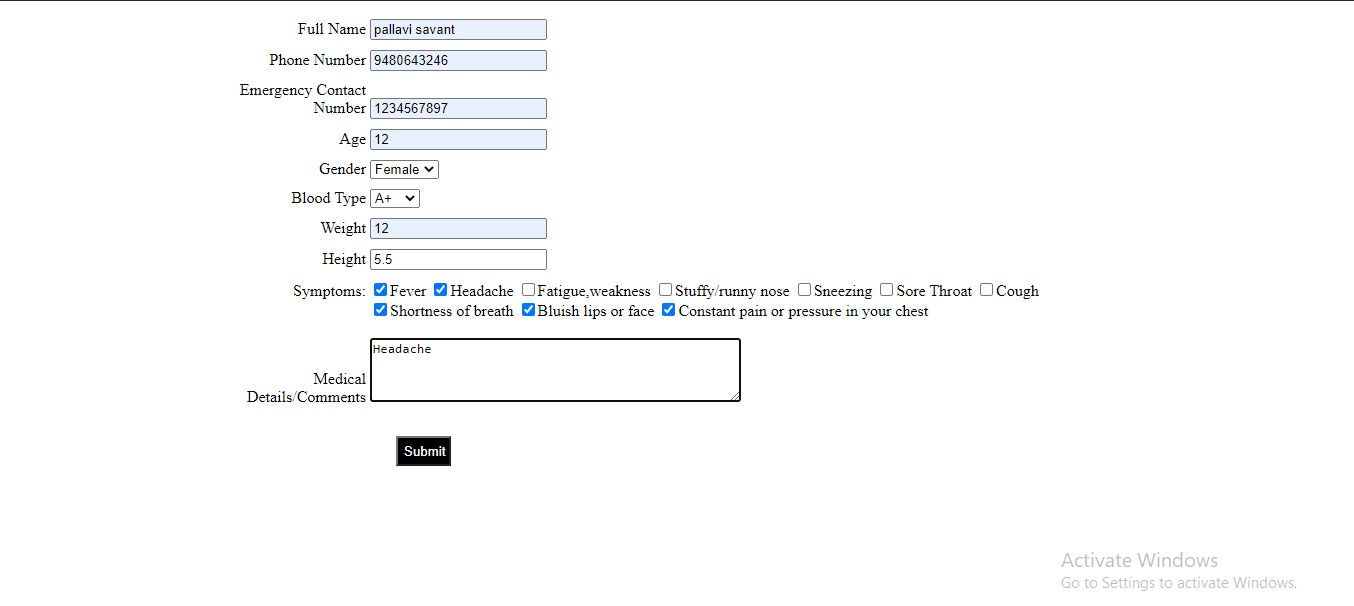 Full Name pallavi savant
Phone Number 9480643246
Emergency Contact
Number 1234567897
Age 12
Gender Female
Blood Type A+
Weight 12
Height 5.5
Symptoms: Fever Headache Fatigue,weakness Stuffy/runny nose Sneezing Sore Throat Cough
Shortness of breath Bluish lips or face Constant pain or pressure in your chest
Headache
Medical
Details/Comments
Submit
Activate Windows
Go to Settings to activate Windows.